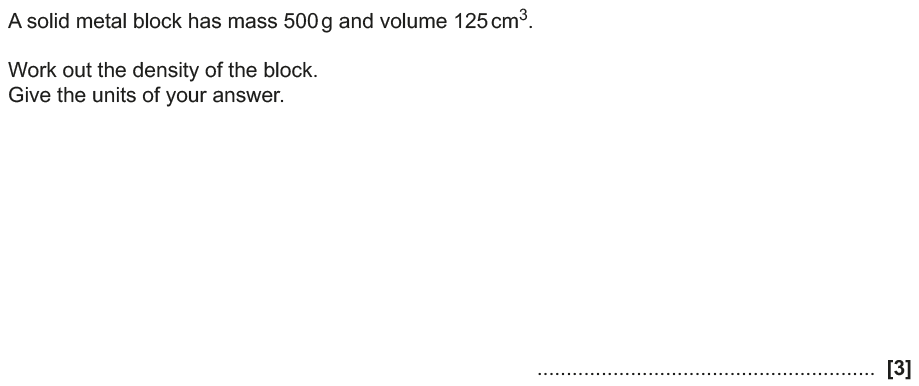 A solid metal block has mass 500 g and volume 125 cm³.
Work out the density of the block.
Give the units of your answer.
.......................................................... [3]